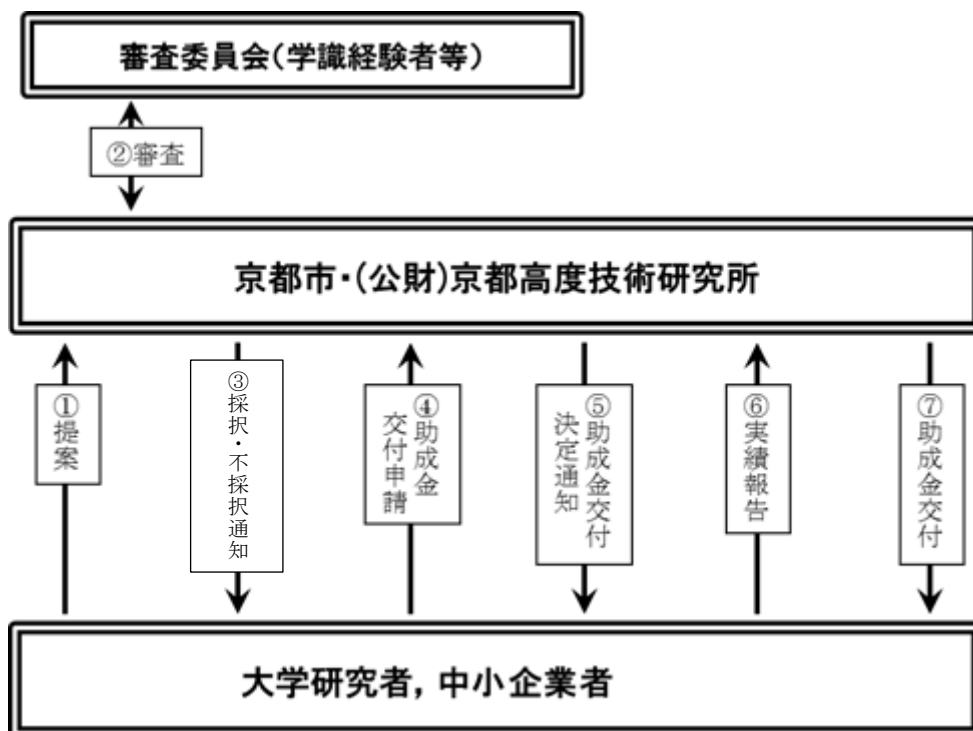 審査委員会(学識経験者等)
②審査
京都市・(公財)京都高度技術研究所
①提案
③採択・不採択通知
④助成金
交付申請
⑤助成金交付
決定通知
⑥実績報告
⑦助成金交付
大学研究者，中小企業者